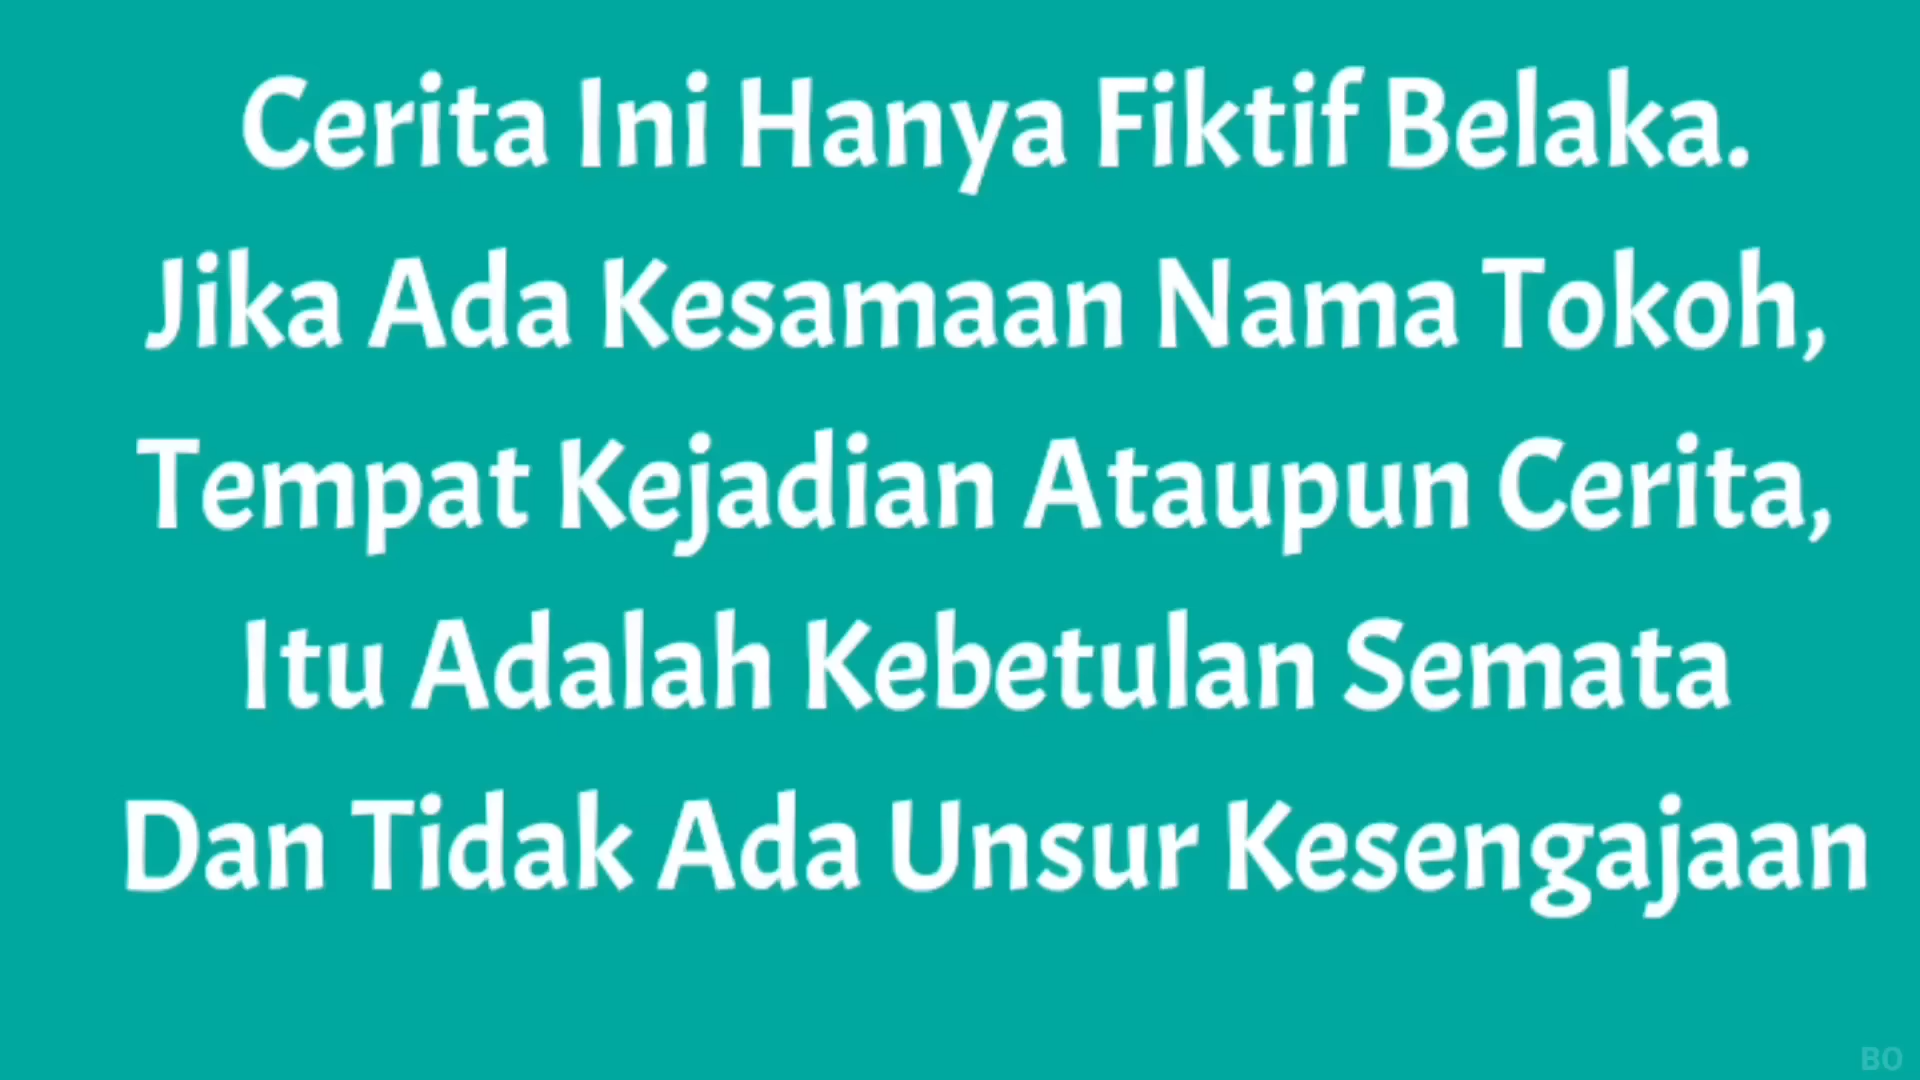 Cerita Ini Hanya Fiktif Belaka.
Jika Ada Kesamaan Nama Tokoh,
Tempat Kejadian Ataupun Cerita,
Itu Adalah Kebetulan Semata
Dan Tidak Ada Unsur Kesengajaan
BO